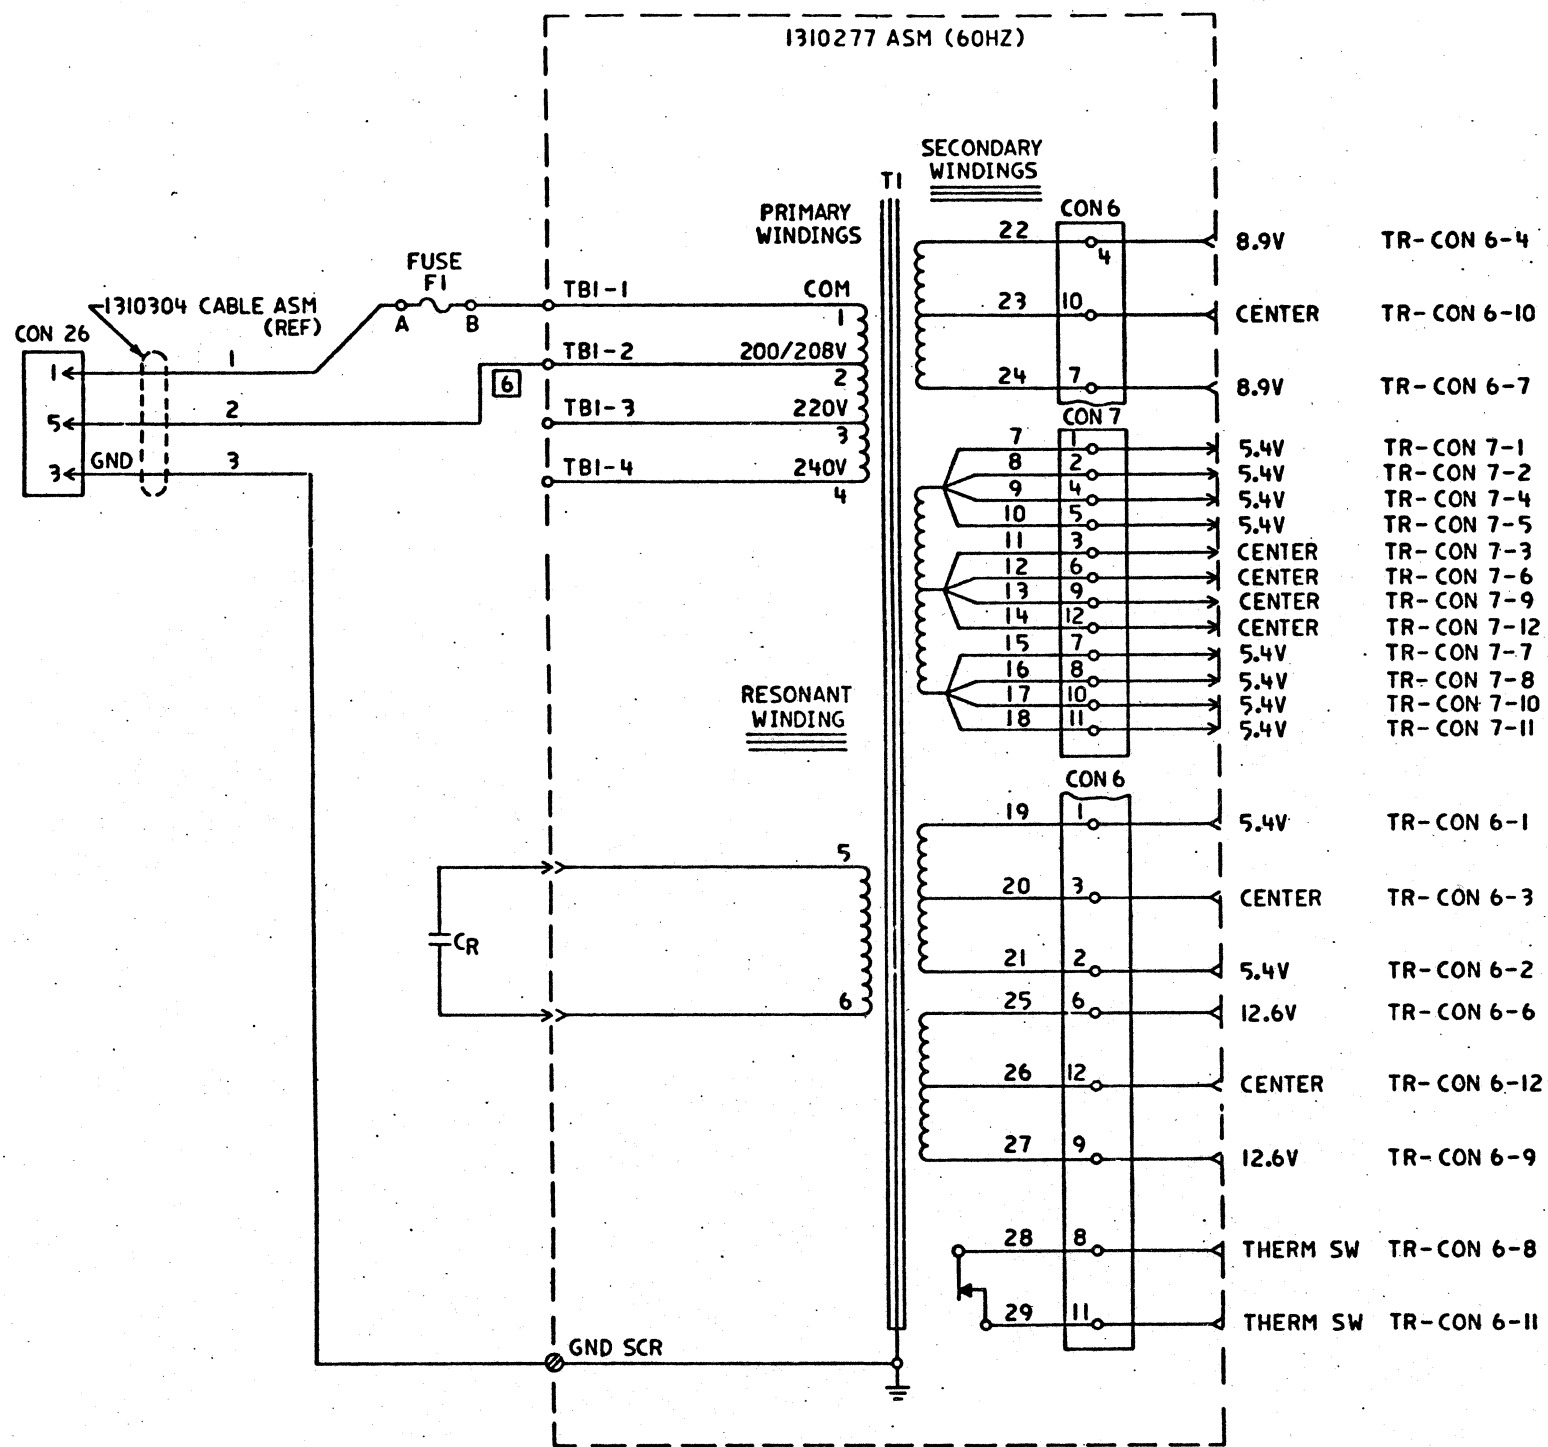 1310277 ASM (60HZ)
SECONDARY
WINDINGS
T1
PRIMARY
WINDINGS
CON 6
22 4 8.9V TR-CON 6-4
23 10 CENTER TR-CON 6-10
24 7 8.9V TR-CON 6-7
FUSE
F1
A B
1310304 CABLE ASM
(REF)
CON 26
1 1
5 2
3 GND 3
TB1-1 COM
1
TB1-2 200/208V
6
2
TB1-3 220V
3
TB1-4 240V
4
CON 7
7 1 5.4V TR-CON 7-1
8 2 5.4V TR-CON 7-2
9 4 5.4V TR-CON 7-4
10 5 5.4V TR-CON 7-5
11 3 CENTER TR-CON 7-3
12 6 CENTER TR-CON 7-6
13 9 CENTER TR-CON 7-9
14 12 CENTER TR-CON 7-12
15 7 5.4V TR-CON 7-7
16 8 5.4V TR-CON 7-8
17 10 5.4V TR-CON 7-10
18 11 5.4V TR-CON 7-11
RESONANT
WINDING
5
CR
6
CON 6
19 1 5.4V TR-CON 6-1
20 3 CENTER TR-CON 6-3
21 2 5.4V TR-CON 6-2
25 6 12.6V TR-CON 6-6
26 12 CENTER TR-CON 6-12
27 9 12.6V TR-CON 6-9
28 8 THERM SW TR-CON 6-8
29 11 THERM SW TR-CON 6-11
GND SCR